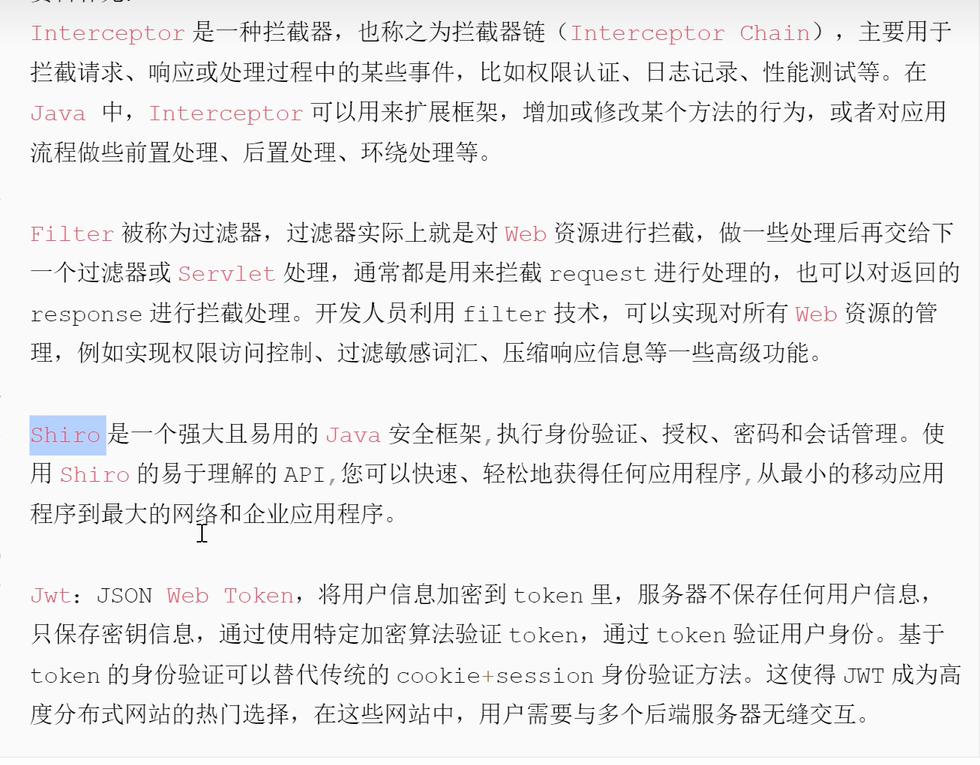 Interceptor 是一种拦截器，也称之为拦截器链（Interceptor Chain），主要用于
拦截请求、响应或处理过程中的某些事件，比如权限认证、日志记录、性能测试等。在
Java 中，Interceptor 可以用来扩展框架，增加或修改某个方法的行为，或者对应用
流程做些前置处理、后置处理、环绕处理等。
Filter 被称为过滤器，过滤器实际上就是对 Web 资源进行拦截，做一些处理后再交给下
一个过滤器或 Servlet 处理，通常都是用来拦截 request 进行处理的，也可以对返回的
response 进行拦截处理。开发人员利用 filter 技术，可以实现对所有 Web 资源的管
理，例如实现权限访问控制、过滤敏感词汇、压缩响应信息等一些高级功能。
Shiro 是一个强大且易用的 Java 安全框架,执行身份验证、授权、密码和会话管理。使
用 Shiro 的易于理解的 API,您可以快速、轻松地获得任何应用程序,从最小的移动应用
程序到最大的网络和企业应用程序。
Jwt：JSON Web Token，将用户信息加密到 token 里，服务器不保存任何用户信息，
只保存密钥信息，通过使用特定加密算法验证 token，通过 token 验证用户身份。基于
token 的身份验证可以替代传统的 cookie+session 身份验证方法。这使得 JWT 成为高
度分布式网站的热门选择，在这些网站中，用户需要与多个后端服务器无缝交互。